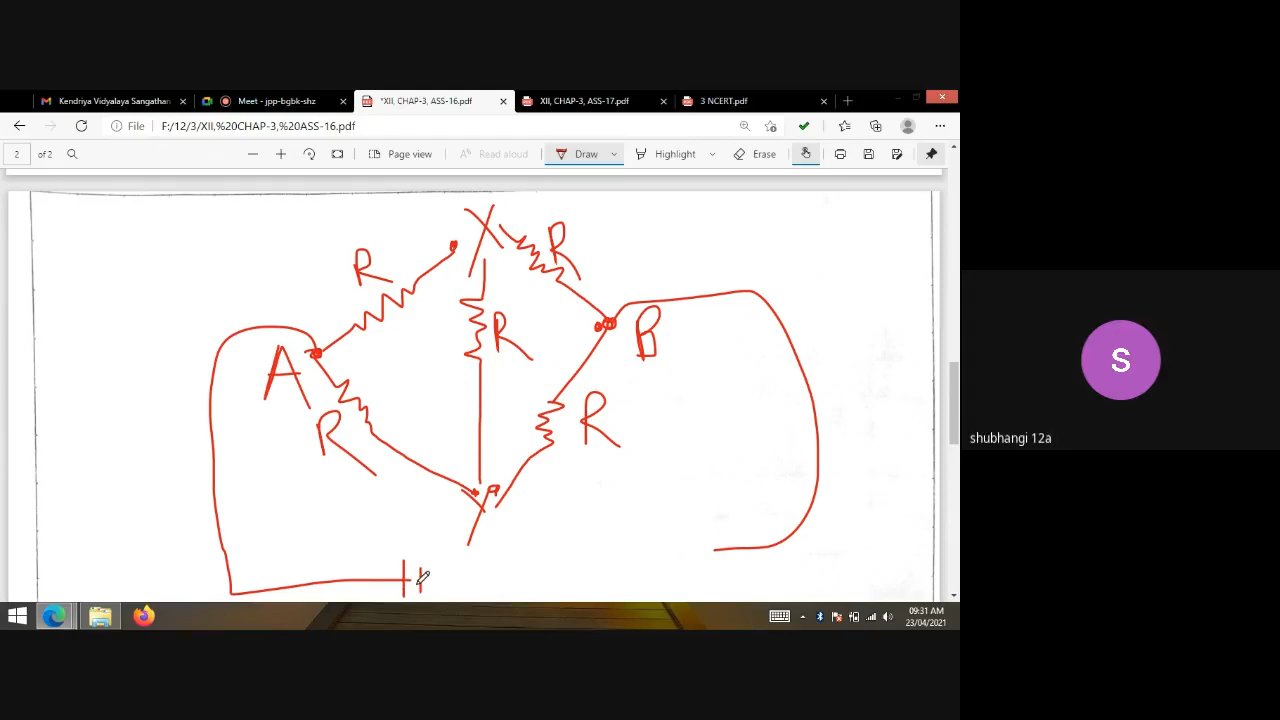 Kendriya Vidyalaya Sangathan
Meet - jpp-bgbk-shz
*XII, CHAP-3, ASS-16.pdf
XII, CHAP-3, ASS-17.pdf
3 NCERT.pdf
File
F:/12/3/XII,%20CHAP-3,%20ASS-16.pdf
2
of 2
Page view
Read aloud
Draw
Highlight
Erase
X
R
R
R
B
A
R
R
Y
S
shubhangi 12a
09:31 AM
23/04/2021